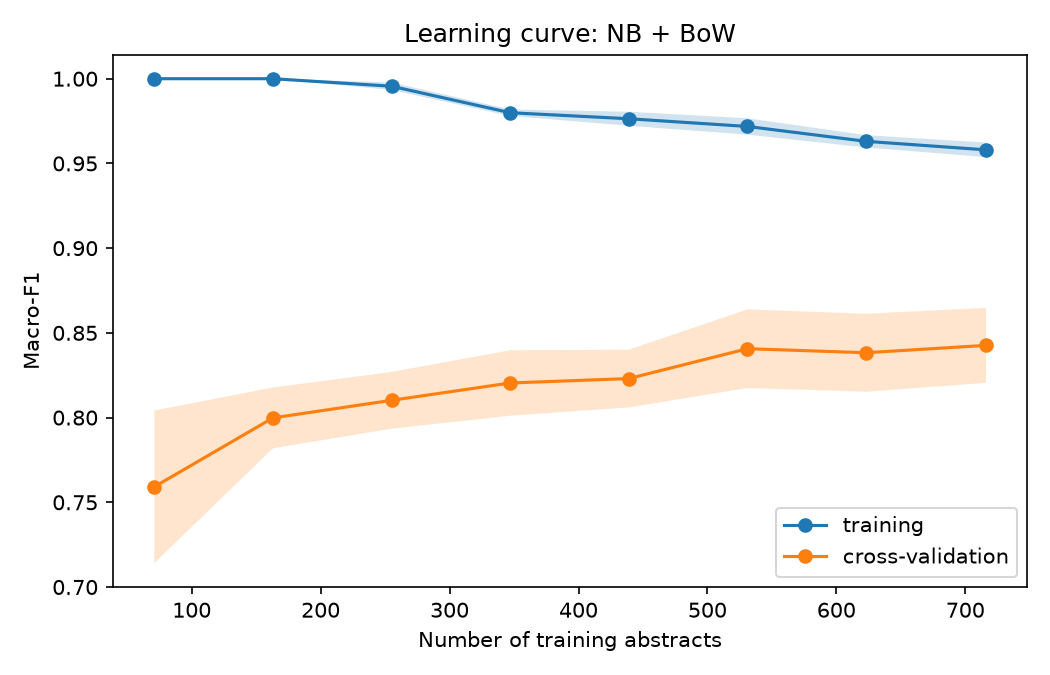 Learning curve: NB + BoW
Macro-F1
1.00
0.95
0.90
0.85
0.80
0.75
0.70
100 200 300 400 500 600 700
Number of training abstracts
training
cross-validation